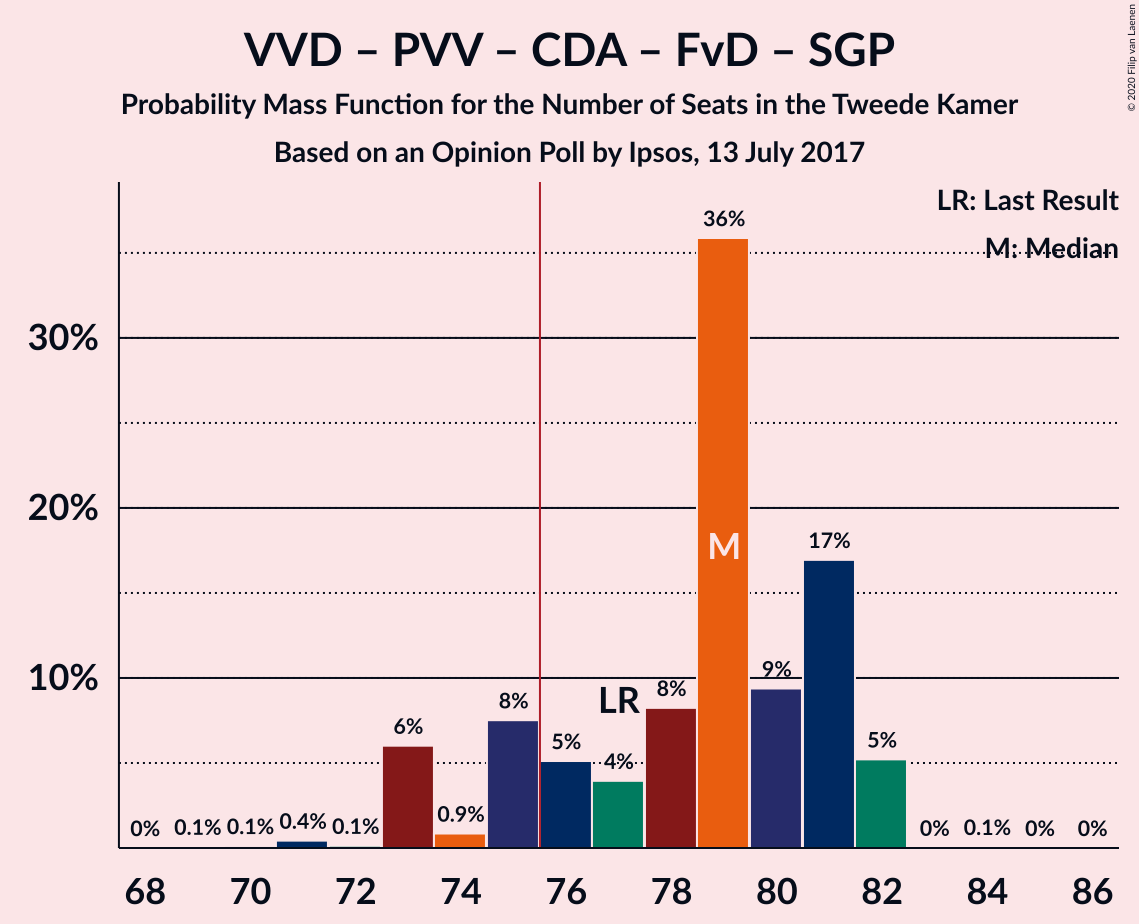 VVD – PVV – CDA – FvD – SGP
Probability Mass Function for the Number of Seats in the Tweede Kamer
Based on an Opinion Poll by Ipsos, 13 July 2017
© 2020 Filip van Laenen
LR: Last Result
M: Median
36%
30%
M
17%
20%
10%
9%
8%
LR
8%
6%
5%
4%
5%
0%
0.1%
0.1%
0.4%
0.1%
0.9%
0%
0.1%
0%
0%
68 70 72 74 76 78 80 82 84 86